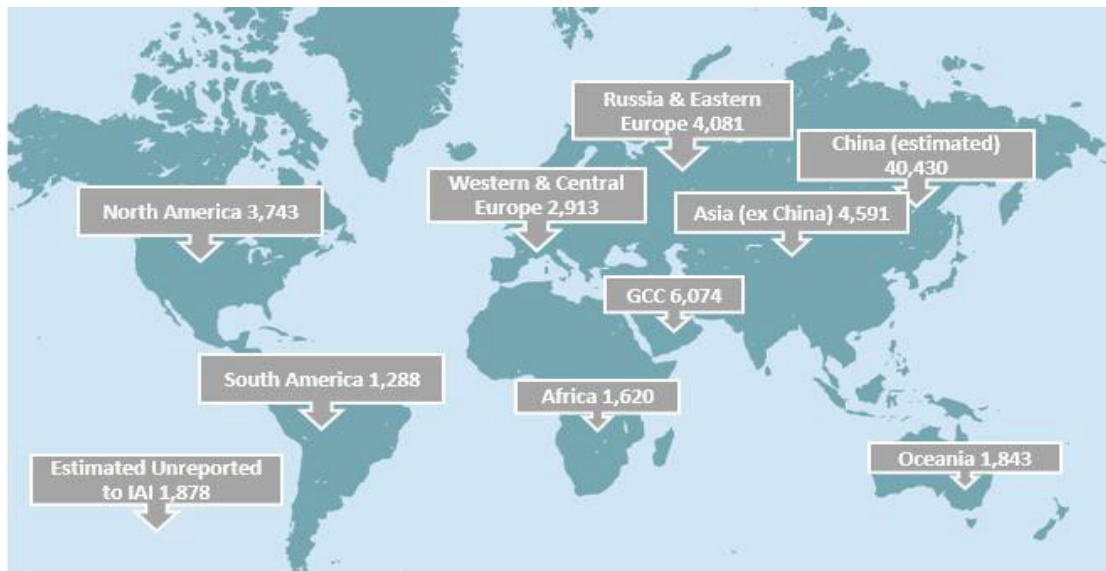 Russia & Eastern
Europe 4,081
China (estimated)
40,430
Western & Central
Europe 2,913
North America 3,743
Asia (ex China) 4,591
GCC 6,074
South America 1,288
Africa 1,620
Estimated Unreported
to IAI 1,878
Oceania 1,843